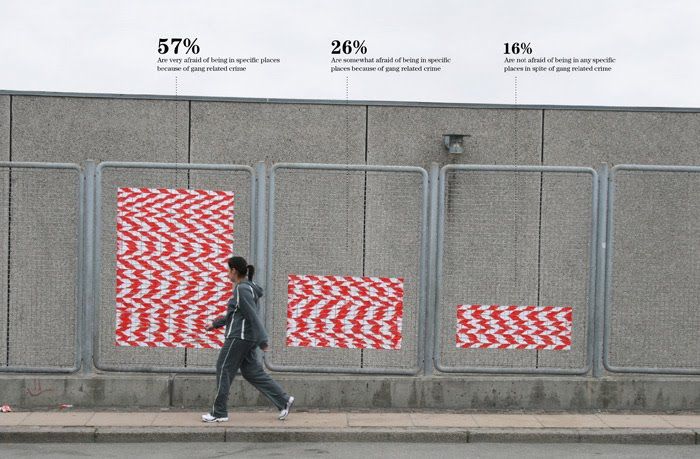 57%
Are very afraid of being in specific places
because of gang related crime
26%
Are somewhat afraid of being in specific
places because of gang related crime
16%
Are not afraid of being in any specific
places in spite of gang related crime